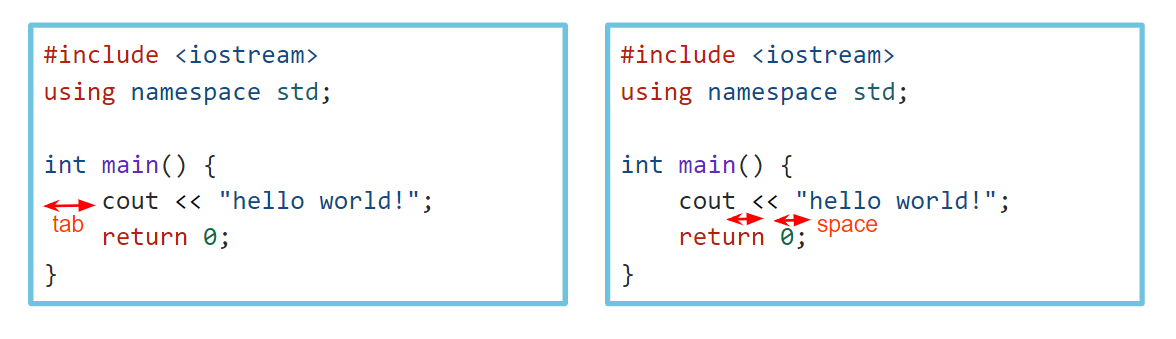 #include <iostream>
using namespace std;
int main() {
cout << "hello world!";
tab
return 0;
}
#include <iostream>
using namespace std;
int main() {
cout << "hello world!";
space
return 0;
}